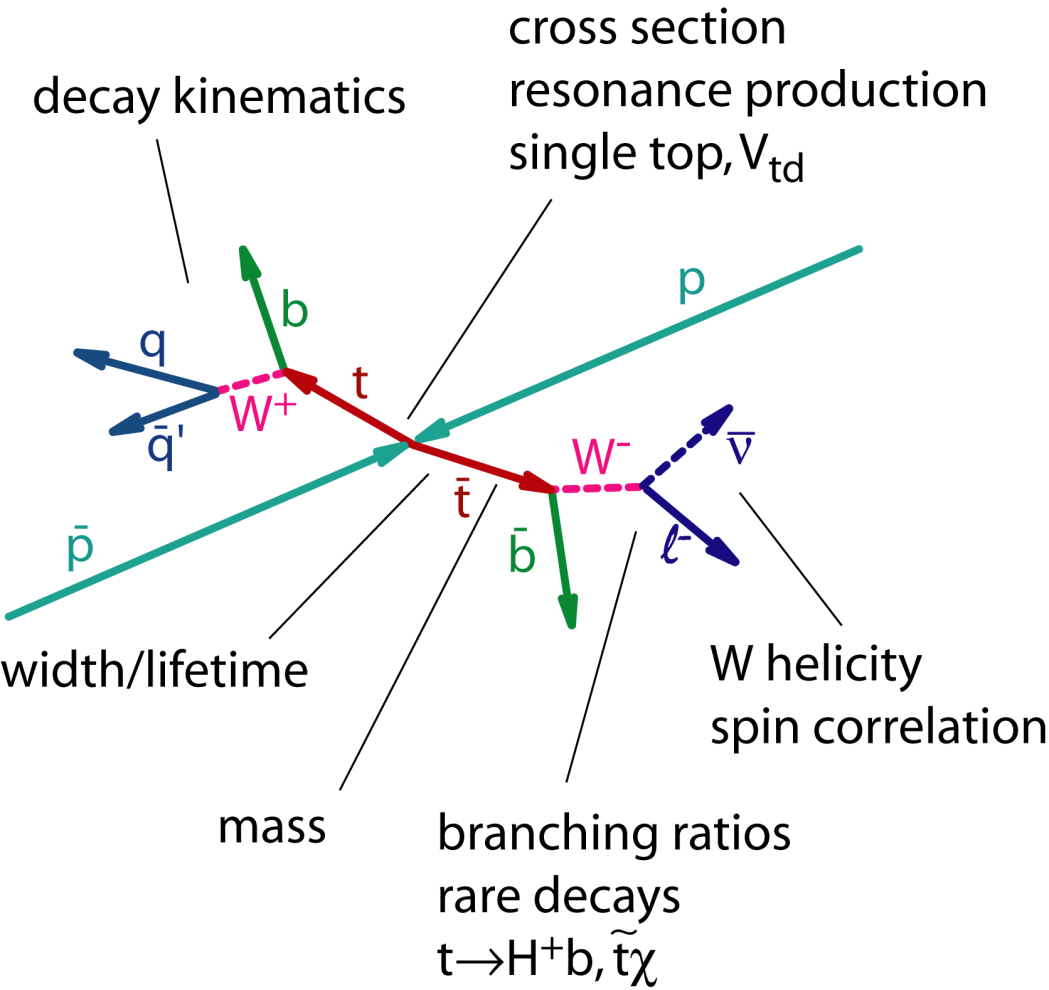 cross section
resonance production
single top, Vtd
decay kinematics
p
b
q
t
W⁺
q̄'
W⁻
ν̄
t̄
p̄
b̄
ℓ⁻
width/lifetime
W helicity
spin correlation
mass
branching ratios
rare decays
t→H⁺b, t̃χ